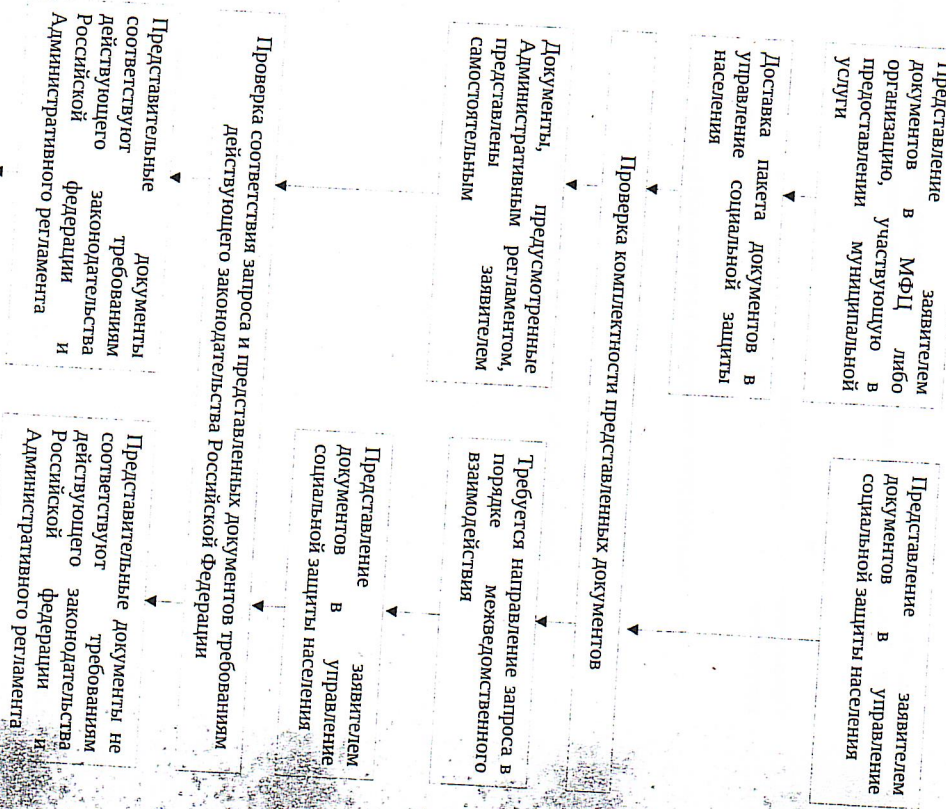 Представление заявителем
документов в МФЦ либо
организацию, участвующую в
предоставлении муниципальной
услуги
Представление заявителем
документов в управление
социальной защиты населения
Доставка пакета документов в
управление социальной защиты
населения
Проверка комплектности представленных документов
Документы, предусмотренные
Административным регламентом,
представлены заявителем
самостоятельным
Требуется направление запроса в
порядке межведомственного
взаимодействия
Представление заявителем
документов в управление
социальной защиты населения
Проверка соответствия запроса и представленных документов требованиям
действующего законодательства Российской Федерации
Представительные документы
соответствуют требованиям
действующего законодательства
Российской федерации и
Административного регламента
Представительные документы не
соответствуют требованиям
действующего законодательства
Российской федерации и
Административного регламента